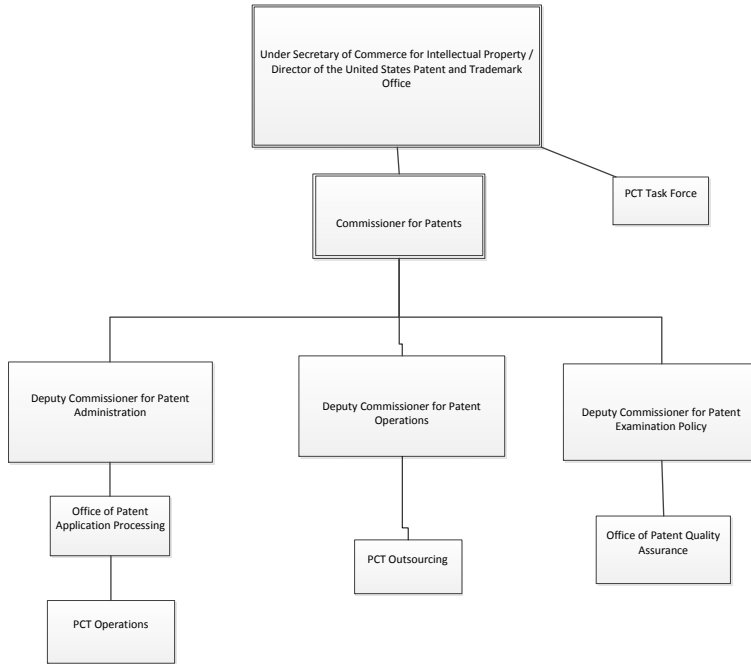 Under Secretary of Commerce for Intellectual Property /
Director of the United States Patent and Trademark
Office
PCT Task Force
Commissioner for Patents
Deputy Commissioner for Patent
Administration
Deputy Commissioner for Patent
Operations
Deputy Commissioner for Patent
Examination Policy
Office of Patent
Application Processing
PCT Outsourcing
Office of Patent Quality
Assurance
PCT Operations